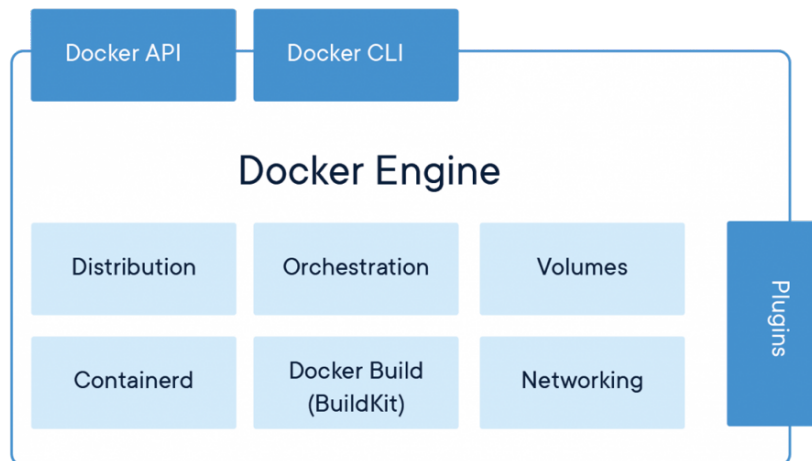 Docker API
Docker CLI
Docker Engine
Distribution
Orchestration
Volumes
Containerd
Docker Build
(BuildKit)
Networking
Plugins